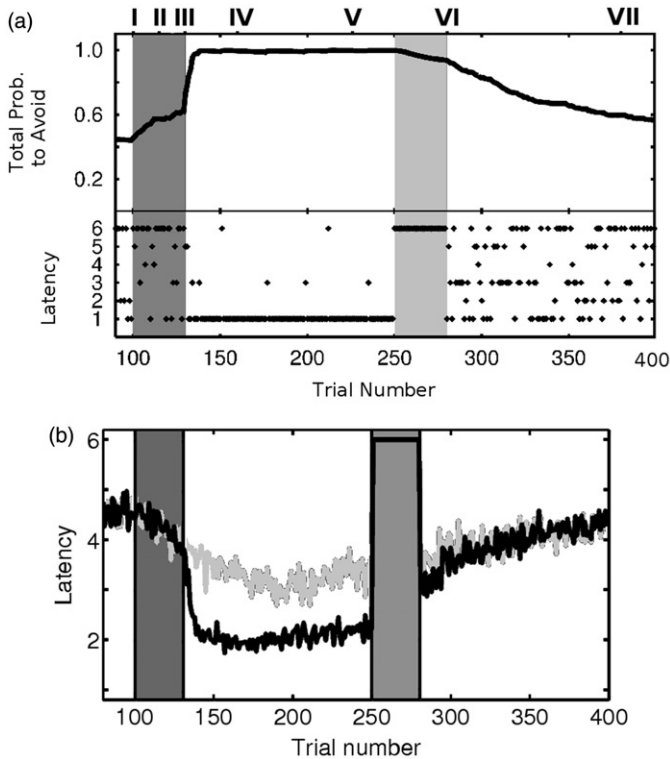 I II III IV V VI VII
(a)
1.0
0.6
0.2
Total Prob.
to Avoid
6
5
4
3
2
1
Latency
100 150 200 250 300 350 400
Trial Number
(b)
6
4
2
Latency
100 150 200 250 300 350 400
Trial number